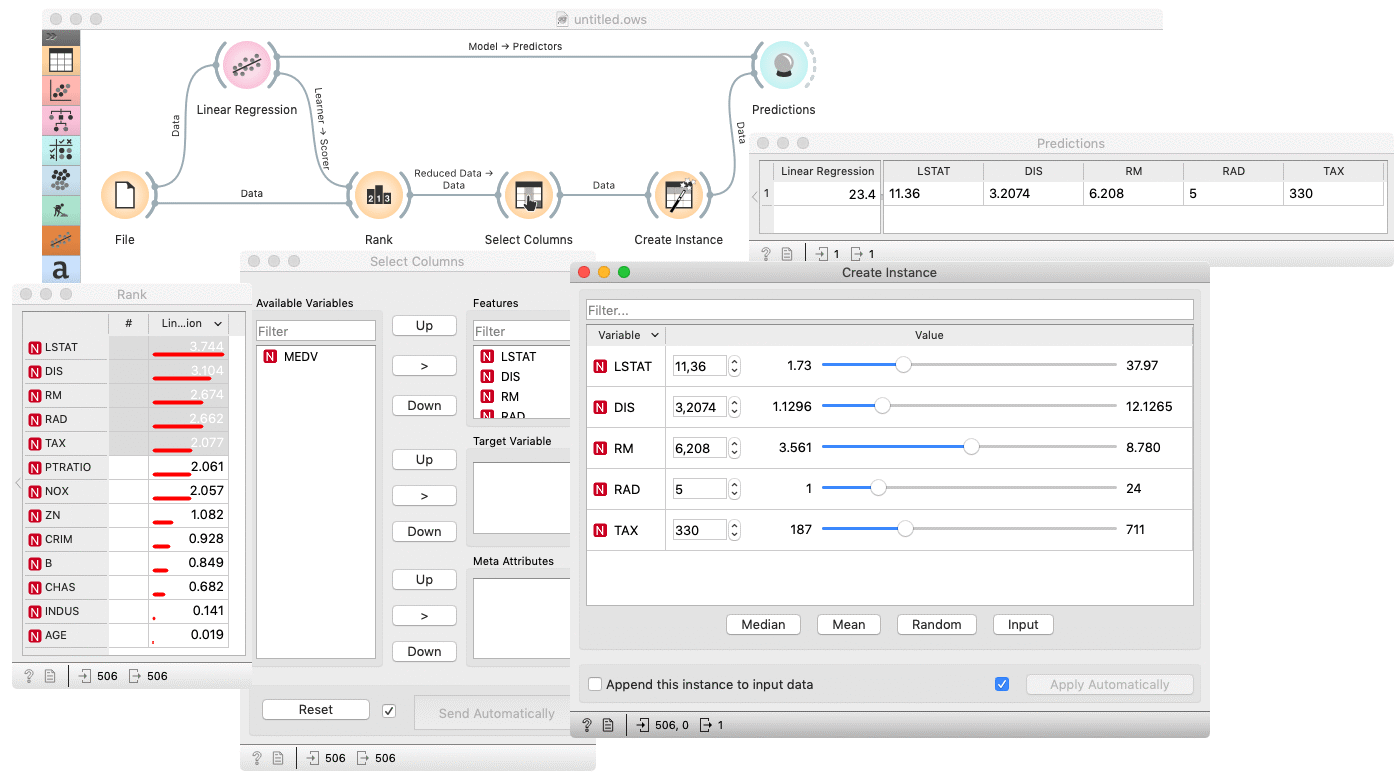 untitled.ows
Model → Predictors
Linear Regression
Predictions
Data
Learner → Scorer
Data
Data
Reduced Data →
Data
Data
File
Rank
Select Columns
Create Instance
Predictions
Linear Regression LSTAT DIS RM RAD TAX
1 23.4 11.36 3.2074 6.208 5 330
? 1 1
a
Rank
# Lin...ion
N LSTAT 3.744
N DIS 3.104
N RM 2.674
N RAD 2.662
N TAX 2.077
N PTRATIO 2.061
N NOX 2.057
N ZN 1.082
N CRIM 0.928
N B 0.849
N CHAS 0.682
N INDUS 0.141
N AGE 0.019
? 506 506
Select Columns
Available Variables
Filter
N MEDV
Up
>
Down
Up
>
Down
Up
>
Down
Features
Filter
N LSTAT
N DIS
N RM
N RAD
Target Variable
Meta Attributes
Reset
Send Automatically
? 506 506
Create Instance
Filter...
Variable Value
N LSTAT 11,36 1.73 37.97
N DIS 3,2074 1.1296 12.1265
N RM 6,208 3.561 8.780
N RAD 5 1 24
N TAX 330 187 711
Median Mean Random Input
Append this instance to input data
Apply Automatically
? 506, 0 1